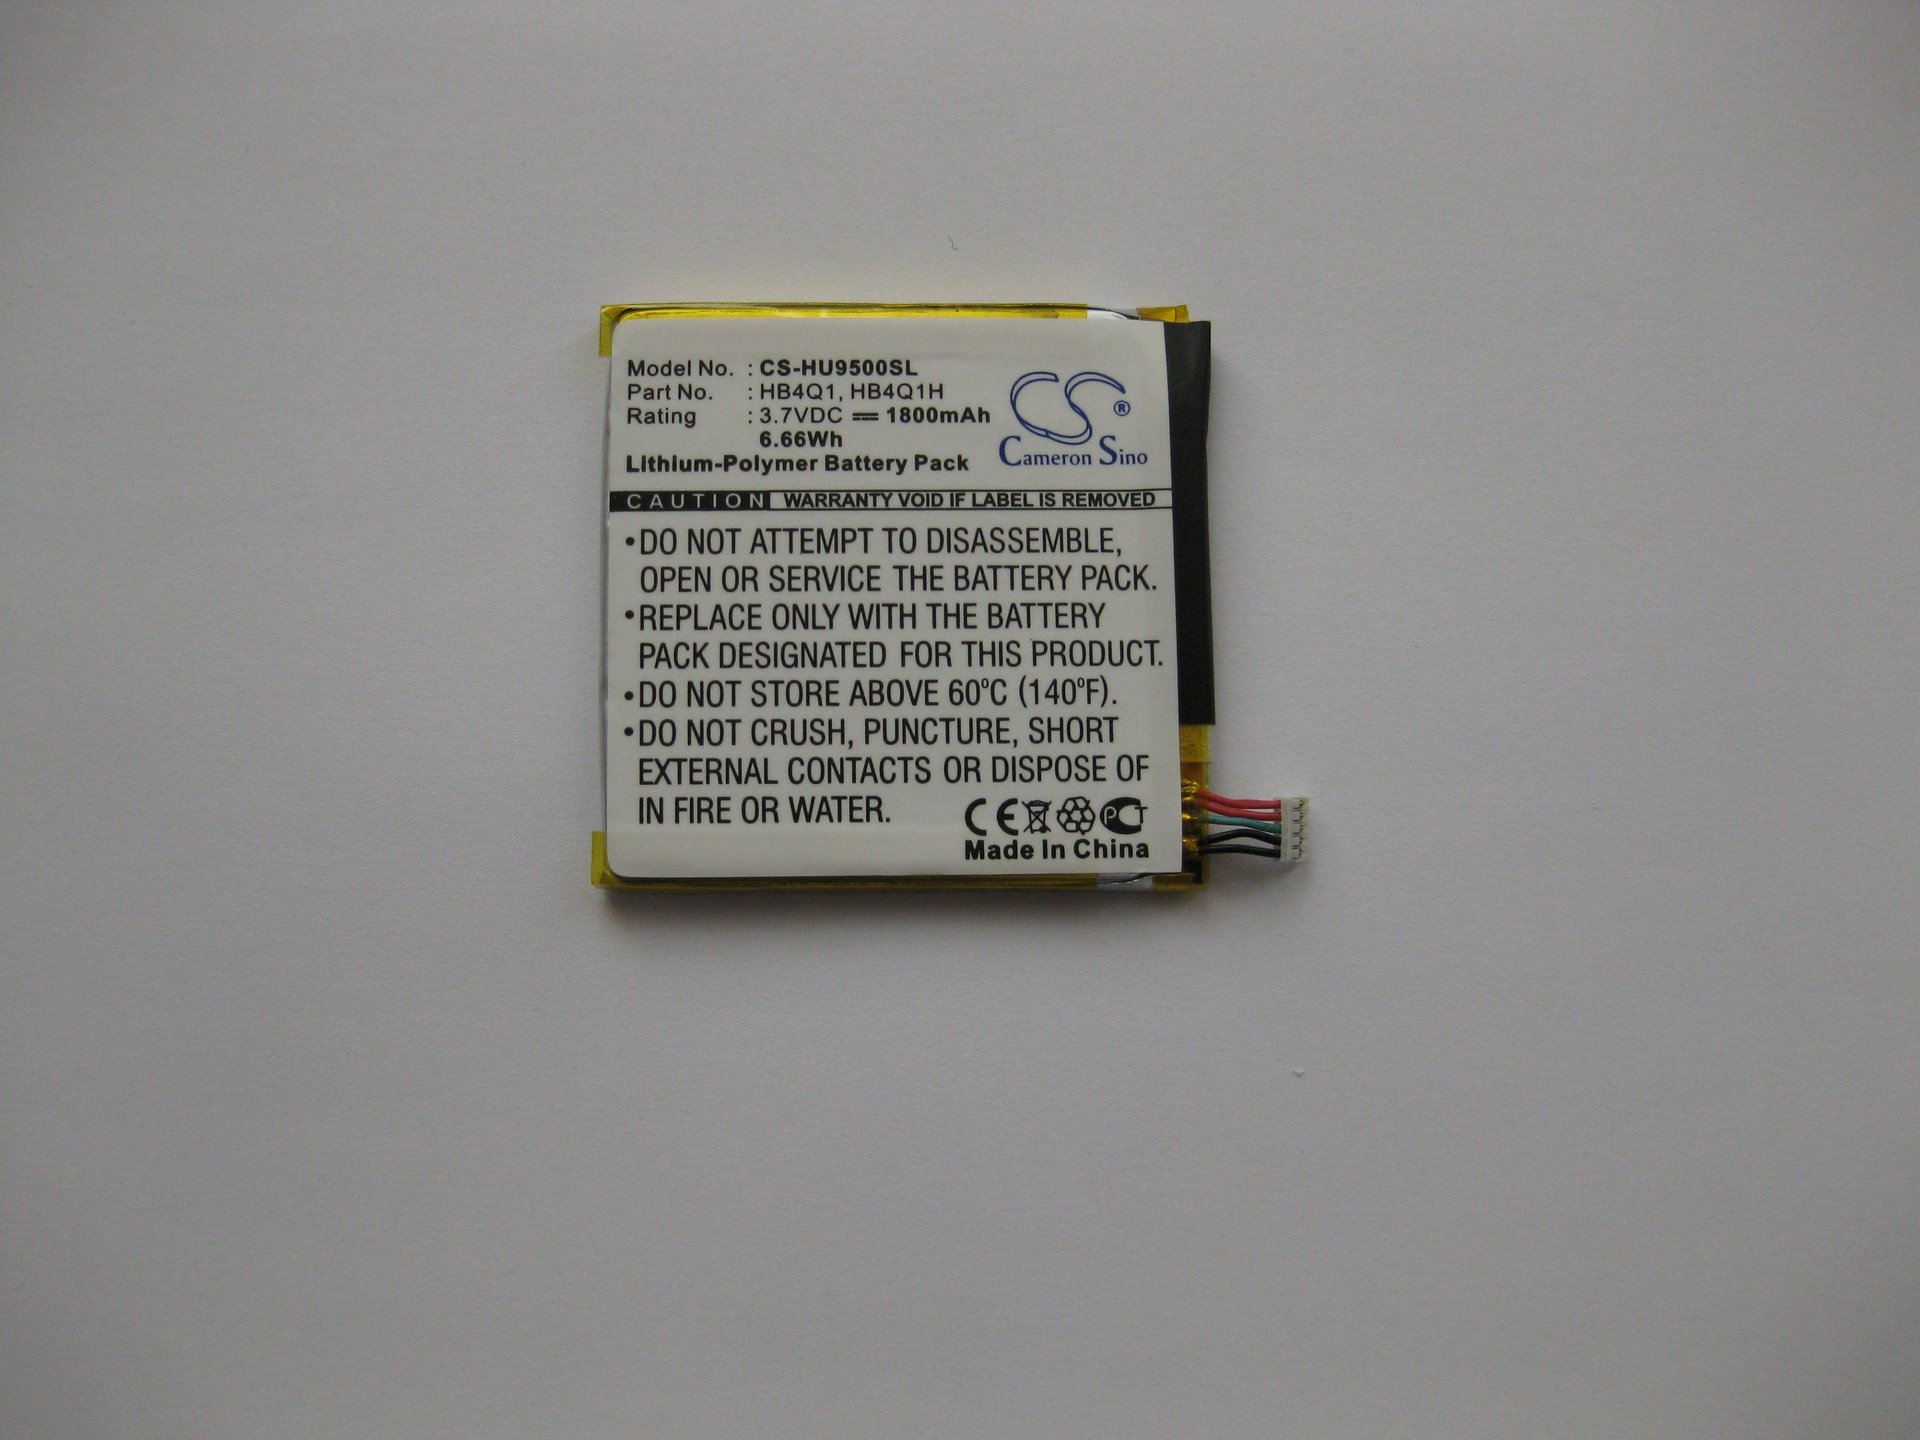 Model No. : CS-HU9500SL
Part No. : HB4Q1, HB4Q1H
Rating : 3.7VDC ⎓ 1800mAh
6.66Wh
Lithium-Polymer Battery Pack
CS®
Cameron Sino
CAUTION WARRANTY VOID IF LABEL IS REMOVED
•DO NOT ATTEMPT TO DISASSEMBLE,
OPEN OR SERVICE THE BATTERY PACK.
•REPLACE ONLY WITH THE BATTERY
PACK DESIGNATED FOR THIS PRODUCT.
•DO NOT STORE ABOVE 60°C (140°F).
•DO NOT CRUSH, PUNCTURE, SHORT
EXTERNAL CONTACTS OR DISPOSE OF
IN FIRE OR WATER.
CE PCT
Made In China